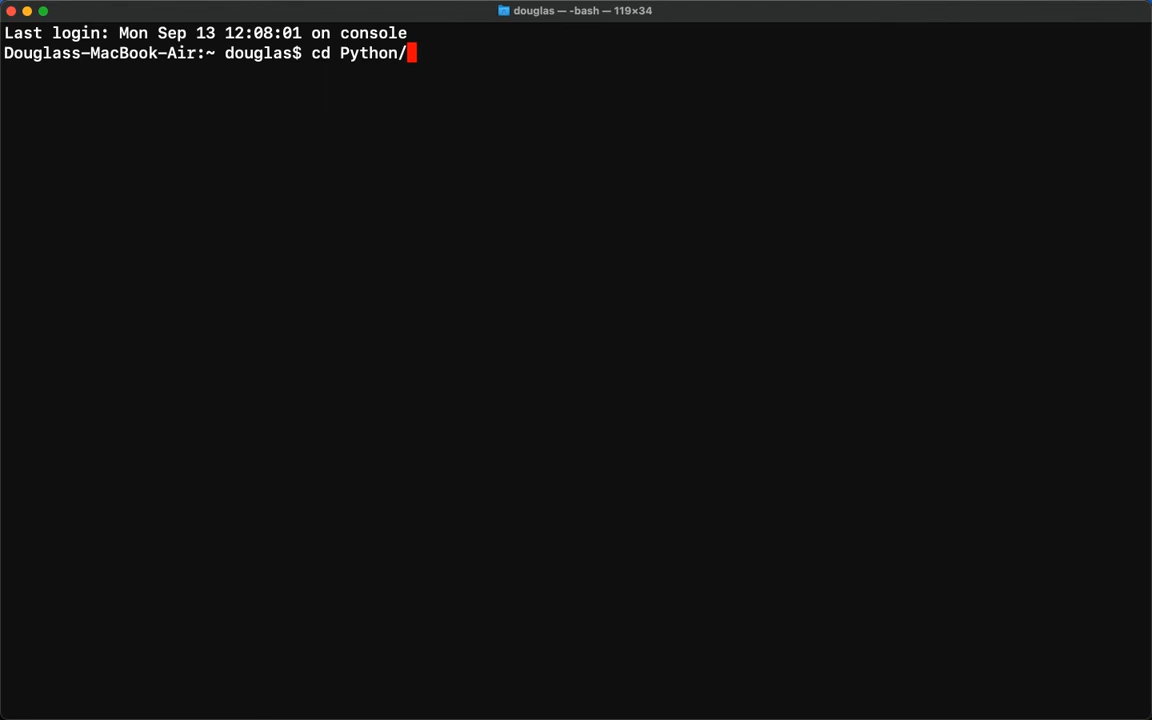 douglas — -bash — 119×34
Last login: Mon Sep 13 12:08:01 on console
Douglass-MacBook-Air:~ douglas$ cd Python/